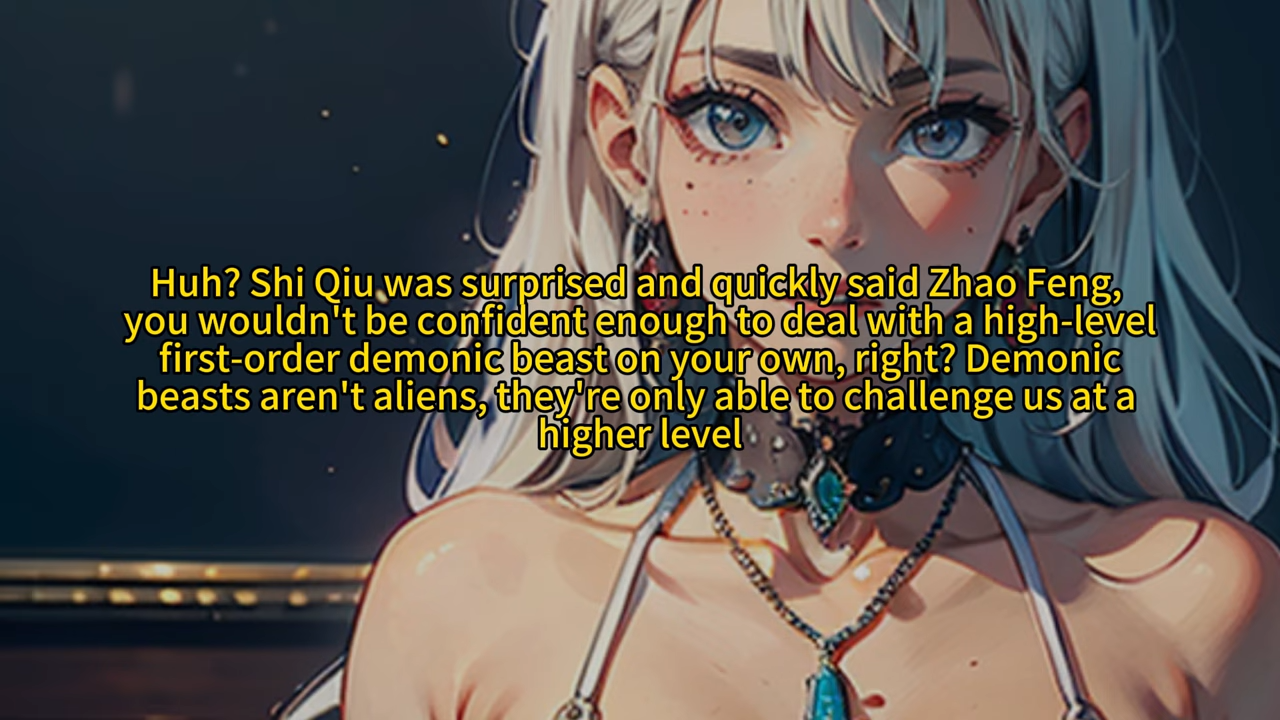 Huh? Shi Qiu was surprised and quickly said Zhao Feng,
you wouldn't be confident enough to deal with a high-level
first-order demonic beast on your own, right? Demonic
beasts aren't aliens, they're only able to challenge us at a
higher level